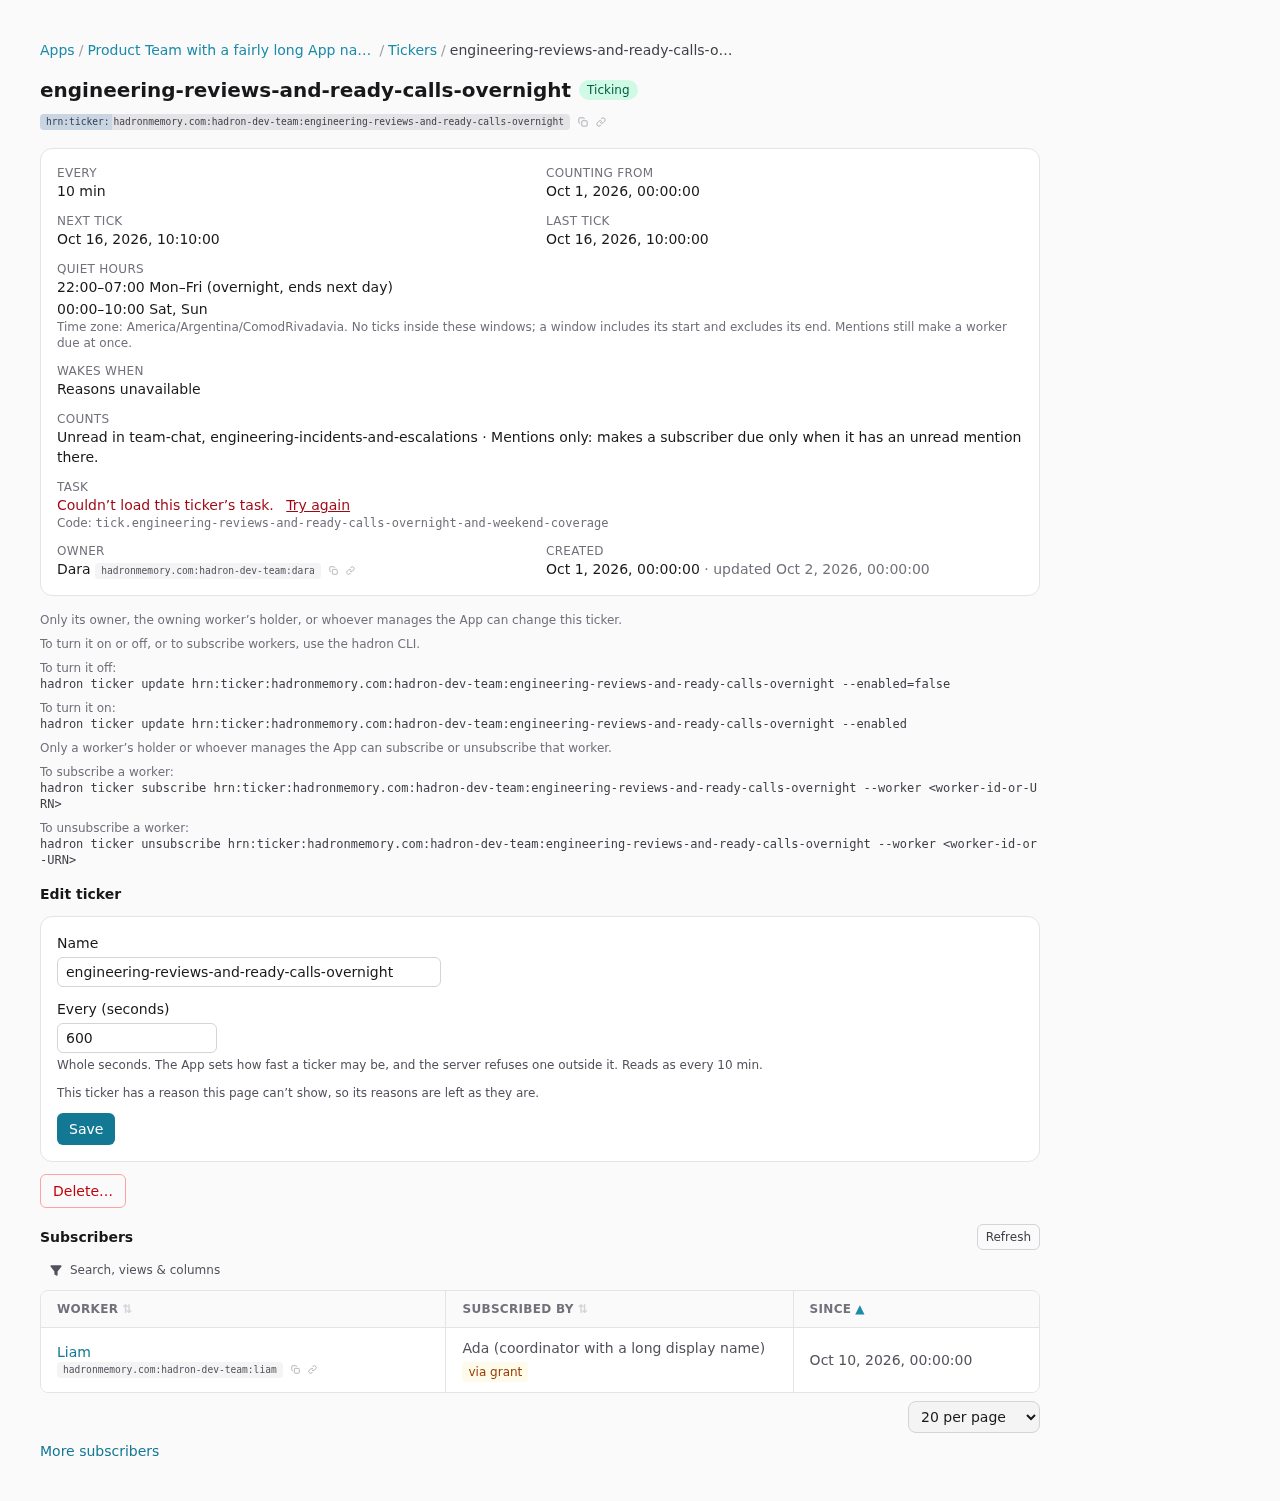 Apps / Product Team with a fairly long App na… / Tickers / engineering-reviews-and-ready-calls-o…
engineering-reviews-and-ready-calls-overnight Ticking
hrn:ticker: hadronmemory.com:hadron-dev-team:engineering-reviews-and-ready-calls-overnight
EVERY
10 min
COUNTING FROM
Oct 1, 2026, 00:00:00
NEXT TICK
Oct 16, 2026, 10:10:00
LAST TICK
Oct 16, 2026, 10:00:00
QUIET HOURS
22:00–07:00 Mon–Fri (overnight, ends next day)
00:00–10:00 Sat, Sun
Time zone: America/Argentina/ComodRivadavia. No ticks inside these windows; a window includes its start and excludes its end. Mentions still make a worker
due at once.
WAKES WHEN
Reasons unavailable
COUNTS
Unread in team-chat, engineering-incidents-and-escalations · Mentions only: makes a subscriber due only when it has an unread mention
there.
TASK
Couldn’t load this ticker’s task. Try again
Code: tick.engineering-reviews-and-ready-calls-overnight-and-weekend-coverage
OWNER
Dara hadronmemory.com:hadron-dev-team:dara
CREATED
Oct 1, 2026, 00:00:00 · updated Oct 2, 2026, 00:00:00
Only its owner, the owning worker’s holder, or whoever manages the App can change this ticker.
To turn it on or off, or to subscribe workers, use the hadron CLI.
To turn it off:
hadron ticker update hrn:ticker:hadronmemory.com:hadron-dev-team:engineering-reviews-and-ready-calls-overnight --enabled=false
To turn it on:
hadron ticker update hrn:ticker:hadronmemory.com:hadron-dev-team:engineering-reviews-and-ready-calls-overnight --enabled
Only a worker’s holder or whoever manages the App can subscribe or unsubscribe that worker.
To subscribe a worker:
hadron ticker subscribe hrn:ticker:hadronmemory.com:hadron-dev-team:engineering-reviews-and-ready-calls-overnight --worker <worker-id-or-U
RN>
To unsubscribe a worker:
hadron ticker unsubscribe hrn:ticker:hadronmemory.com:hadron-dev-team:engineering-reviews-and-ready-calls-overnight --worker <worker-id-or
-URN>
Edit ticker
Name
engineering-reviews-and-ready-calls-overnight
Every (seconds)
600
Whole seconds. The App sets how fast a ticker may be, and the server refuses one outside it. Reads as every 10 min.
This ticker has a reason this page can’t show, so its reasons are left as they are.
Save
Delete…
Subscribers
Refresh
Search, views & columns
WORKER ⇅ SUBSCRIBED BY ⇅ SINCE ▲
Liam
hadronmemory.com:hadron-dev-team:liam
Ada (coordinator with a long display name)
via grant
Oct 10, 2026, 00:00:00
20 per page
More subscribers